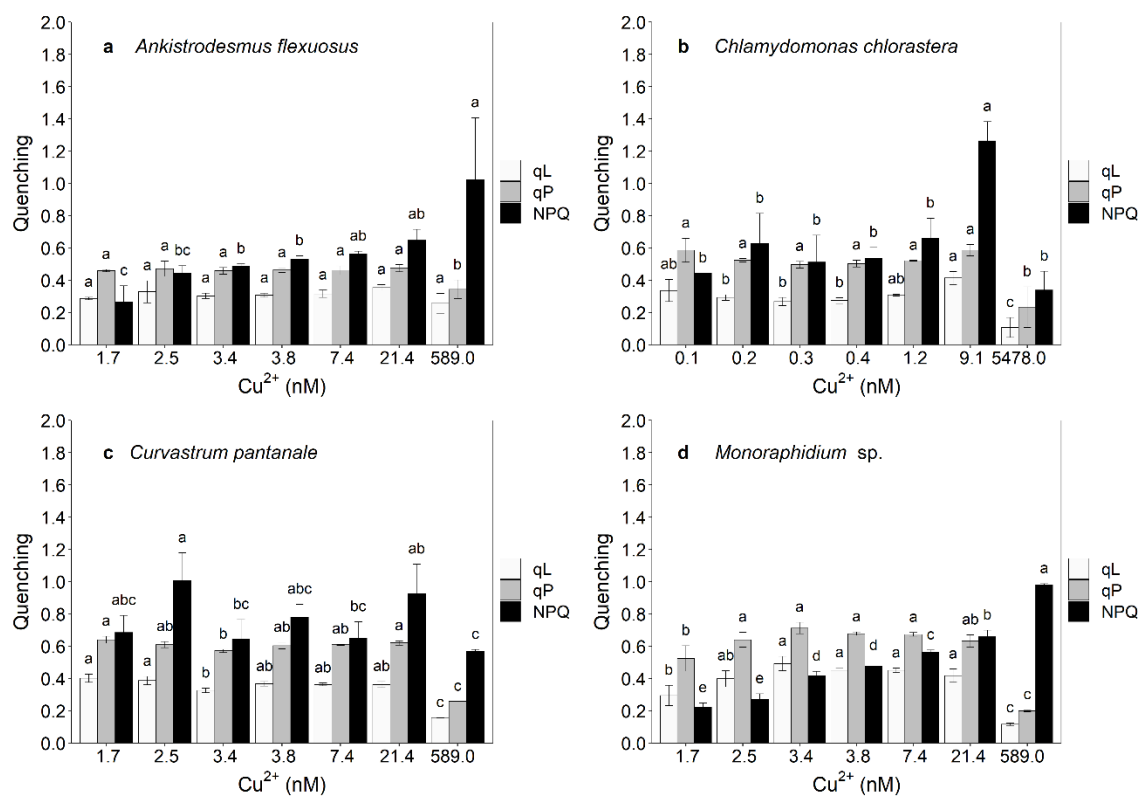 a Ankistrodesmus flexuosus
Quenching
2.0
1.8
1.6
1.4
1.2
1.0
0.8
0.6
0.4
0.2
0.0
a a c a a bc a a b a a b a a ab a a ab a b a
1.7 2.5 3.4 3.8 7.4 21.4 589.0
Cu²⁺ (nM)
qL
qP
NPQ
b Chlamydomonas chlorastera
Quenching
2.0
1.8
1.6
1.4
1.2
1.0
0.8
0.6
0.4
0.2
0.0
ab a b b a b b a b b a b ab a b a a a c b b
0.1 0.2 0.3 0.4 1.2 9.1 5478.0
Cu²⁺ (nM)
qL
qP
NPQ
c Curvastrum pantanale
Quenching
2.0
1.8
1.6
1.4
1.2
1.0
0.8
0.6
0.4
0.2
0.0
a a abc a ab a b b bc ab ab abc ab ab bc ab ab ab c c c
1.7 2.5 3.4 3.8 7.4 21.4 589.0
Cu²⁺ (nM)
qL
qP
NPQ
d Monoraphidium sp.
Quenching
2.0
1.8
1.6
1.4
1.2
1.0
0.8
0.6
0.4
0.2
0.0
b b e ab a e a a d a a d a a c a ab b c c a
1.7 2.5 3.4 3.8 7.4 21.4 589.0
Cu²⁺ (nM)
qL
qP
NPQ